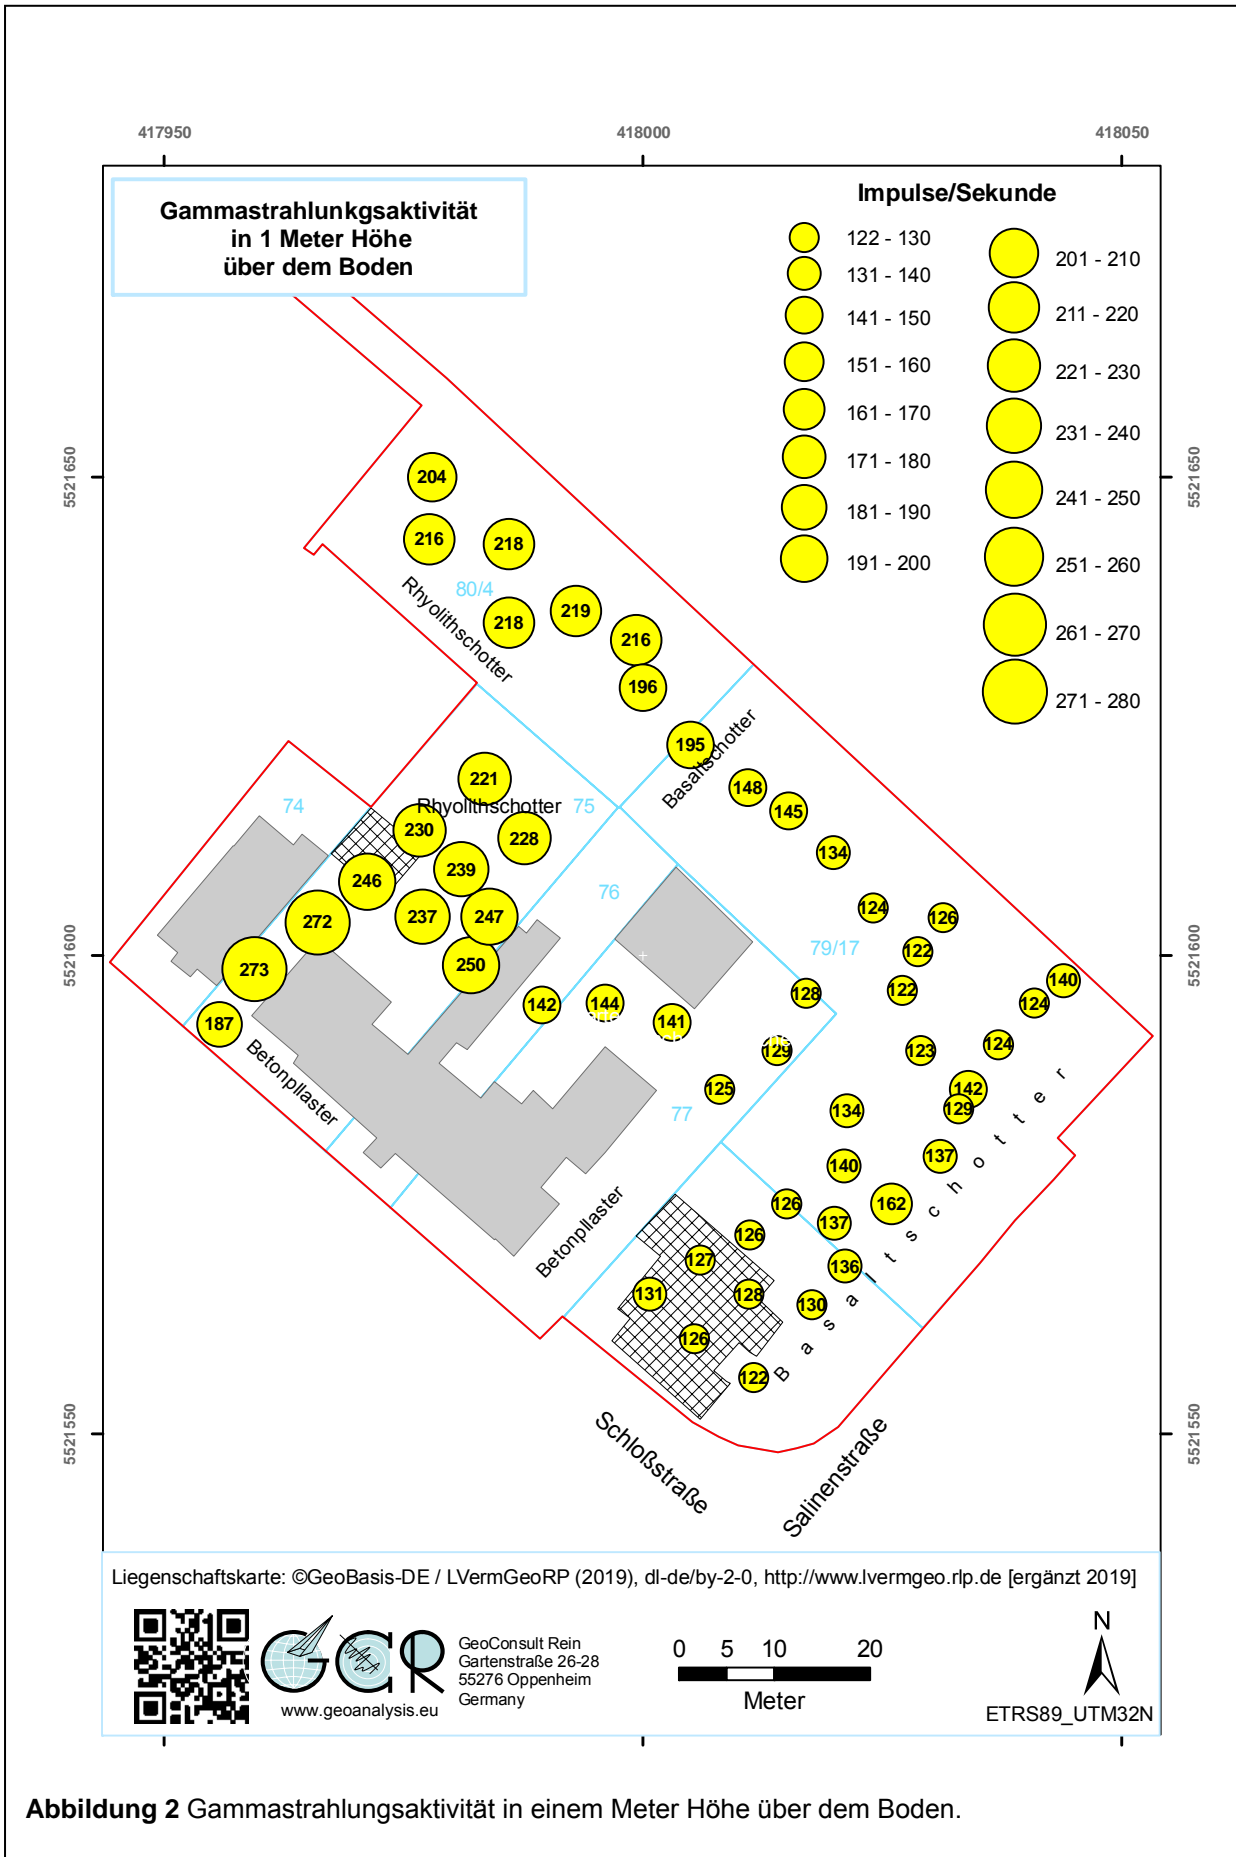 417950
418000
418050
Gammastrahlunkgsaktivität
in 1 Meter Höhe
über dem Boden
Impulse/Sekunde
122 - 130
131 - 140
141 - 150
151 - 160
161 - 170
171 - 180
181 - 190
191 - 200
201 - 210
211 - 220
221 - 230
231 - 240
241 - 250
251 - 260
261 - 270
271 - 280
5521650
5521650
204
216
218
80/4
Rhyolithschotter
218
219
216
196
195
Basaltschotter
148
145
134
221
Rhyolithschotter
75
74
230
228
239
246
237
247
272
250
273
187
76
124
126
122
79/17
122
128
140
124
5521600
5521600
142
144
141
129
125
123
124
142
129
134
137
140
162
77
Betonpllaster
Betonpllaster
126
137
126
127
136
131
128
130
126
122
Basaltschotter
5521550
5521550
Schloßstraße
Salinenstraße
Liegenschaftskarte: ©GeoBasis-DE / LVermGeoRP (2019), dl-de/by-2-0, http://www.lvermgeo.rlp.de [ergänzt 2019]
GCR
www.geoanalysis.eu
GeoConsult Rein
Gartenstraße 26-28
55276 Oppenheim
Germany
0 5 10 20
Meter
N
ETRS89_UTM32N
Abbildung 2 Gammastrahlungsaktivität in einem Meter Höhe über dem Boden.